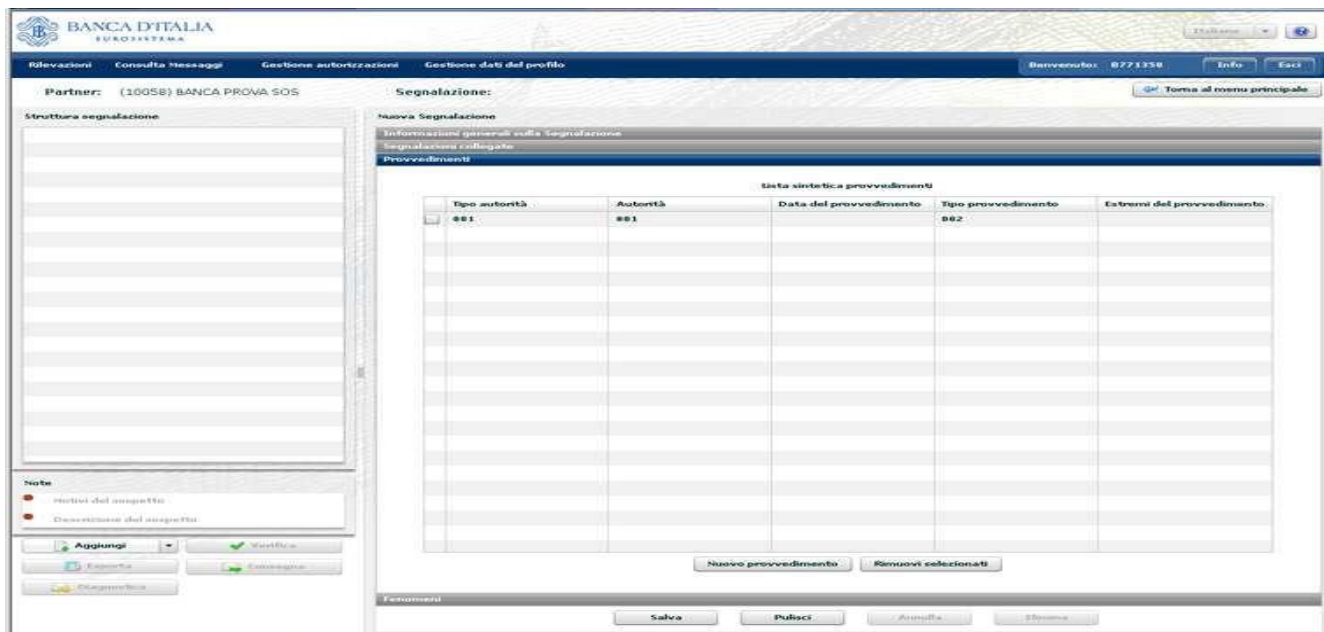 BANCA D'ITALIA
EUROSISTEMA
Italiano
Rilevazioni Consulta Messaggi Gestione autorizzazioni Gestione dati del profilo Benvenuto: B771350 Info Esci
Partner: (10058) BANCA PROVA SOS Segnalazione: Torna al menu principale
Struttura segnalazione
Nuova Segnalazione
Informazioni generali sulla Segnalazione
Segnalazioni collegate
Provvedimenti
Lista sintetica provvedimenti
Tipo autorità Autorità Data del provvedimento Tipo provvedimento Estremi del provvedimento
001 001 002
Note
Motivi del sospetto
Descrizione del sospetto
Aggiungi Verifica
Esporta Consegna
Diagnostica
Nuovo provvedimento Rimuovi selezionati
Fenomeni
Salva Pulisci Annulla Elimina